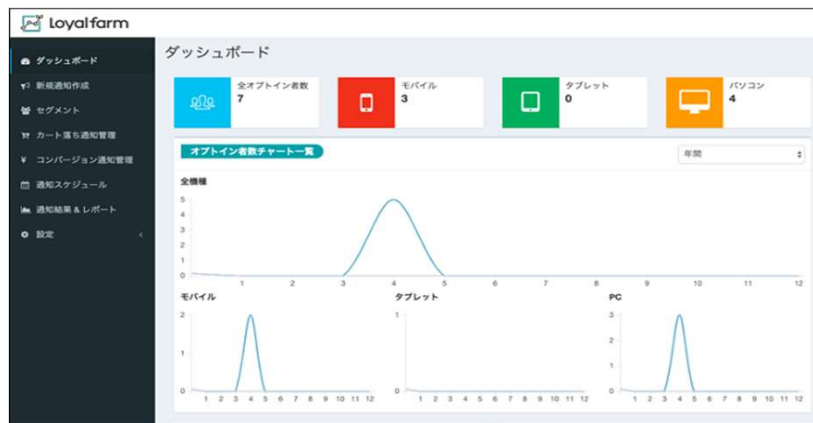 Loyalfarm
ダッシュボード
新規通知作成
セグメント
カート落ち通知管理
¥ コンバージョン通知管理
通知スケジュール
通知結果 & レポート
設定 <
ダッシュボード
全オプトイン者数
7
モバイル
3
タブレット
0
パソコン
4
オプトイン者数チャート一覧
年間
全機種
5
4
3
2
1
0
1 2 3 4 5 6 7 8 9 10 11 12
モバイル
2
1
0
1 2 3 4 5 6 7 8 9 10 11 12
タブレット
1
0
1 2 3 4 5 6 7 8 9 10 11 12
PC
3
2
1
0
1 2 3 4 5 6 7 8 9 10 11 12